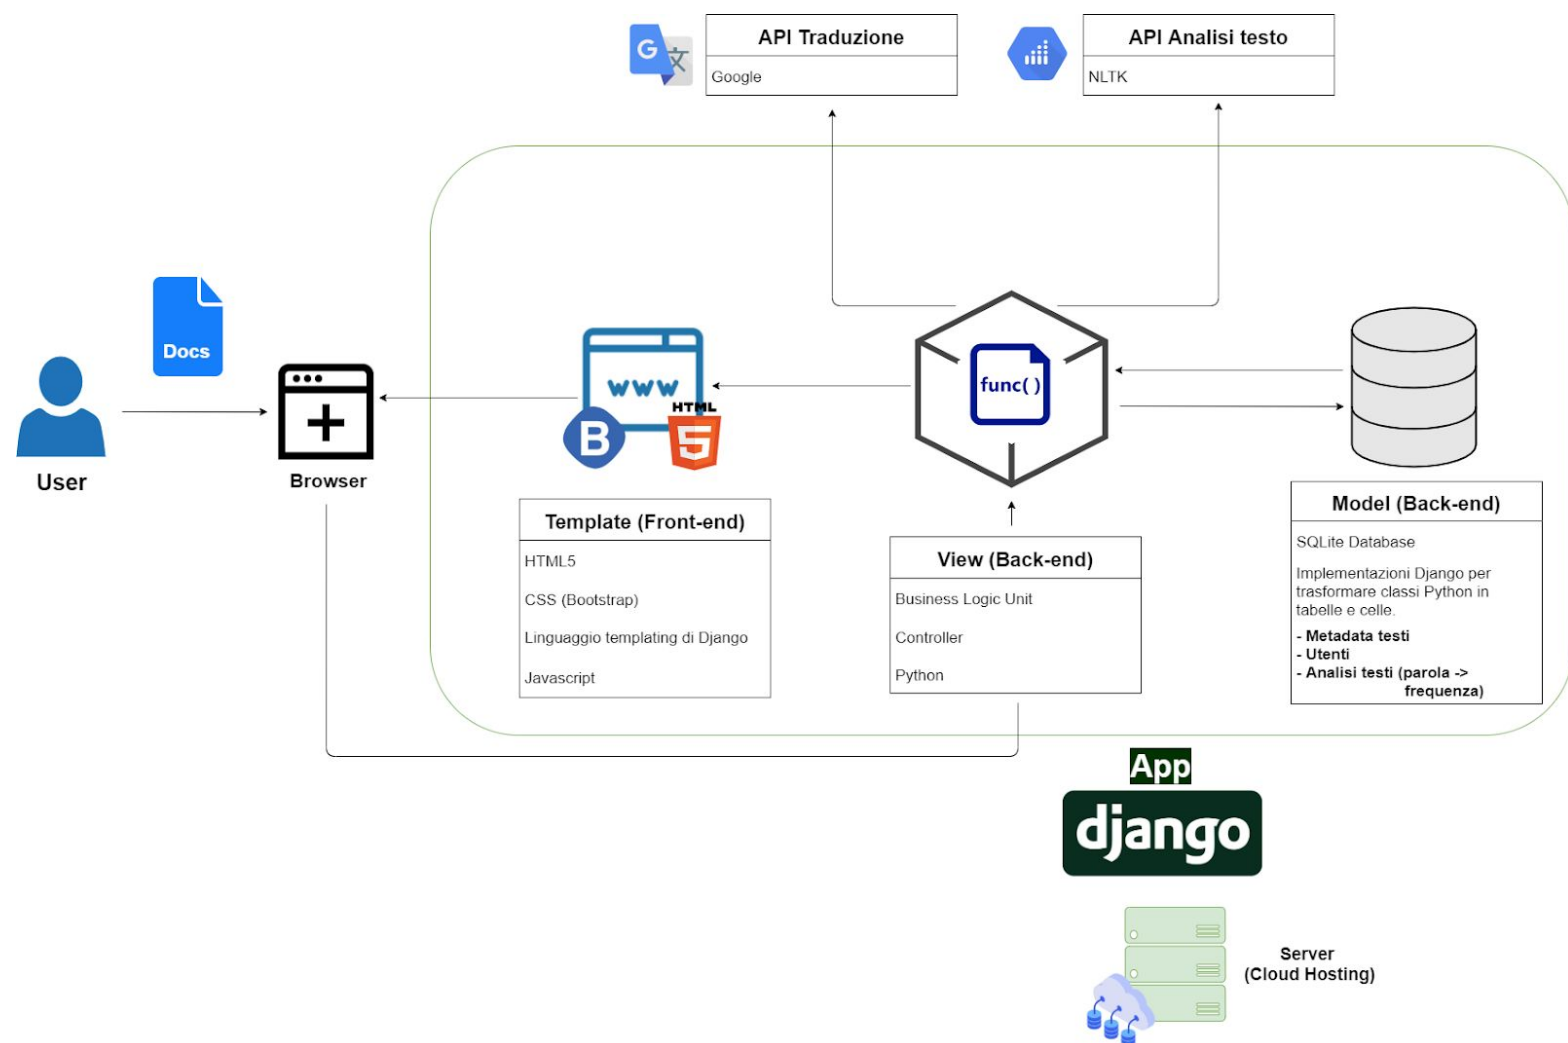 API Traduzione
Google
API Analisi testo
NLTK
G 文
Docs
User
Browser
www
B
HTML
5
func()
Template (Front-end)
HTML5
CSS (Bootstrap)
Linguaggio templating di Django
Javascript
View (Back-end)
Business Logic Unit
Controller
Python
Model (Back-end)
SQLite Database
Implementazioni Django per
trasformare classi Python in
tabelle e celle.
- Metadata testi
- Utenti
- Analisi testi (parola ->
frequenza)
App
django
Server
(Cloud Hosting)